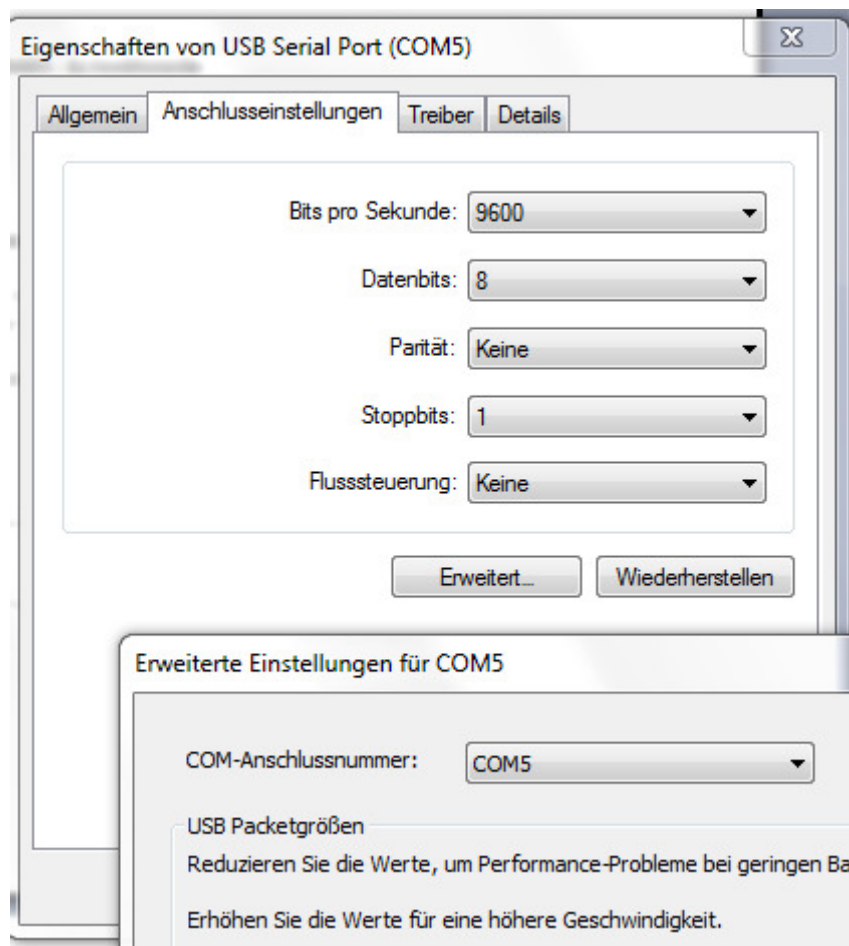 Eigenschaften von USB Serial Port (COM5)
Allgemein Anschlusseinstellungen Treiber Details
Bits pro Sekunde: 9600
Datenbits: 8
Parität: Keine
Stoppbits: 1
Flusssteuerung: Keine
Erweitert... Wiederherstellen
Erweiterte Einstellungen für COM5
COM-Anschlussnummer: COM5
USB Packetgrößen
Reduzieren Sie die Werte, um Performance-Probleme bei geringen Ba
Erhöhen Sie die Werte für eine höhere Geschwindigkeit.